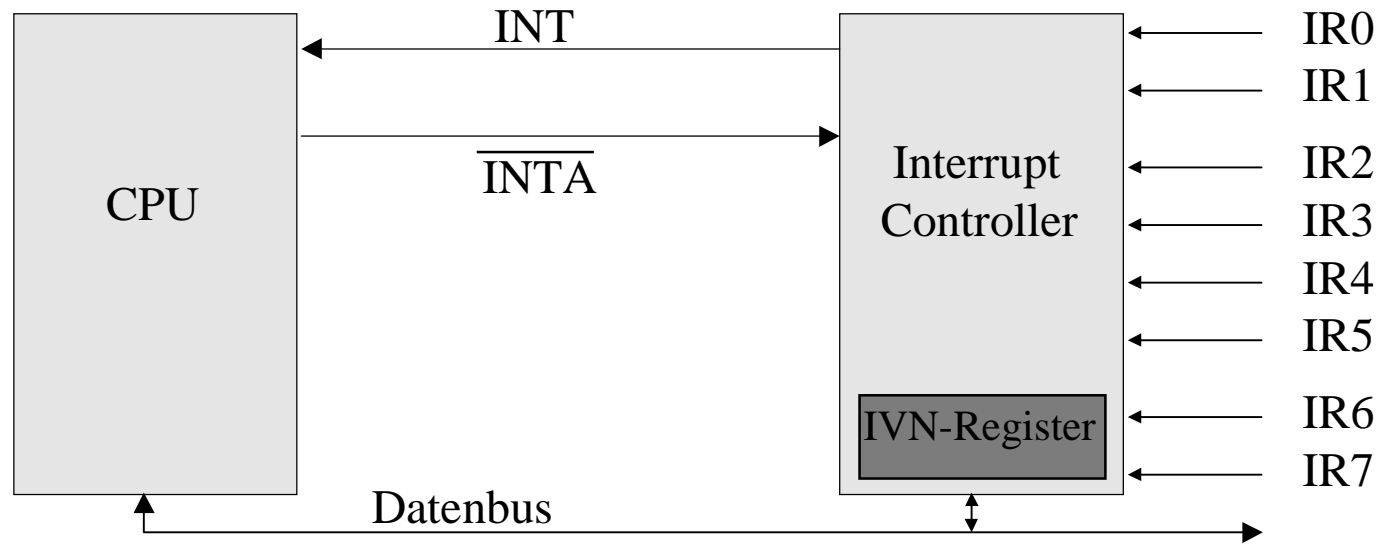 INT
INTA
CPU
Interrupt
Controller
IVN-Register
Datenbus
IR0
IR1
IR2
IR3
IR4
IR5
IR6
IR7